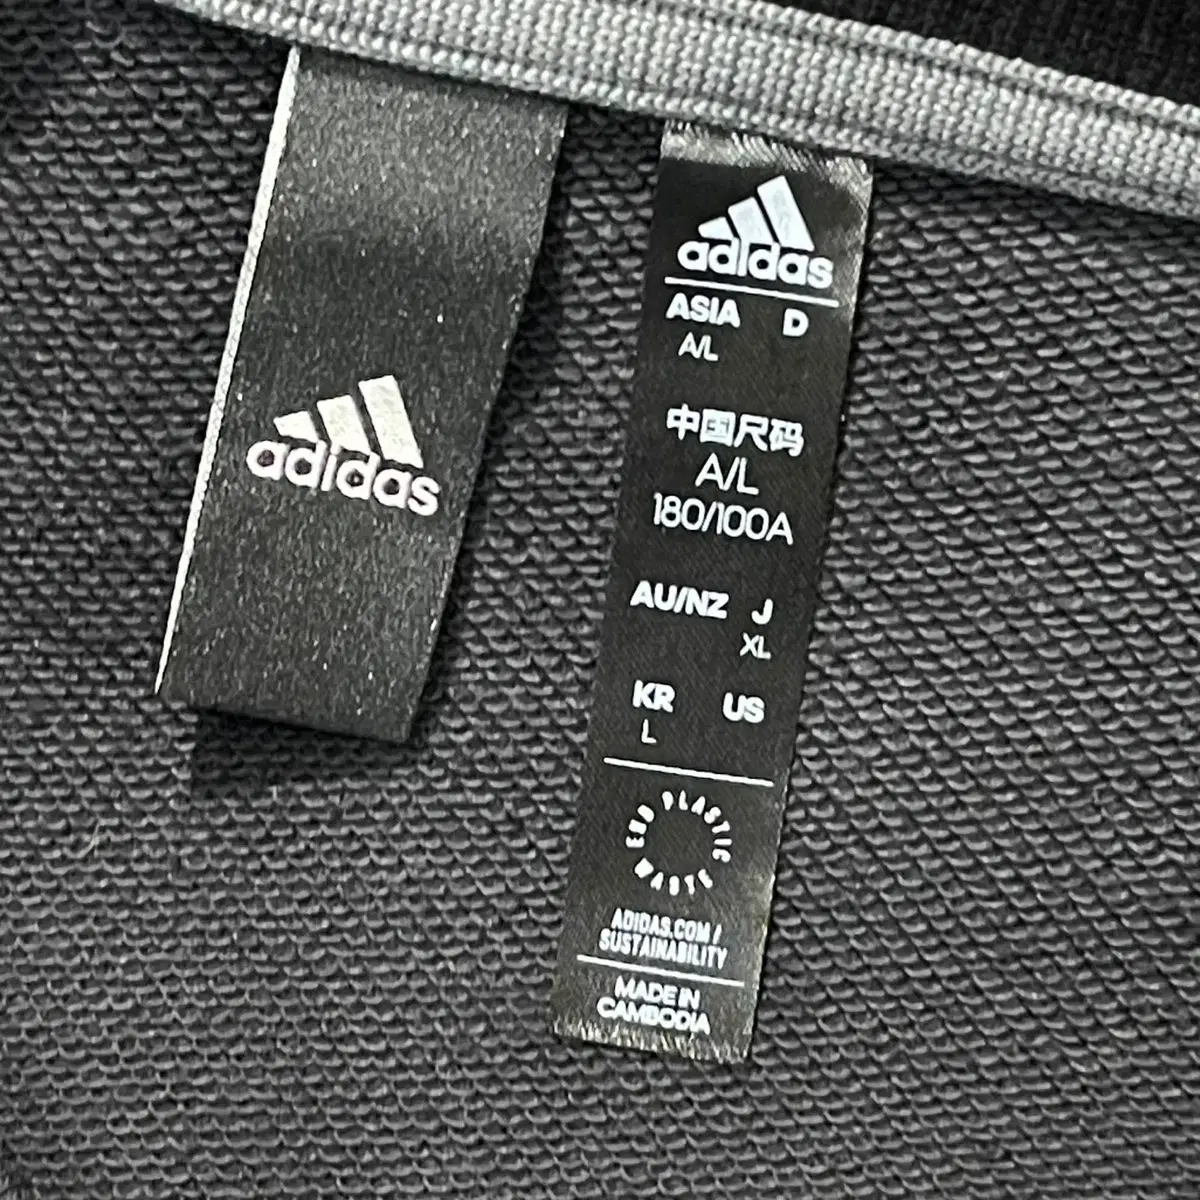 adidas
adidas
ASIA D
A/L
中国尺码
A/L
180/100A
AU/NZ J
XL
KR US
L
END PLASTIC WASTE
ADIDAS.COM/
SUSTAINABILITY
MADE IN
CAMBODIA